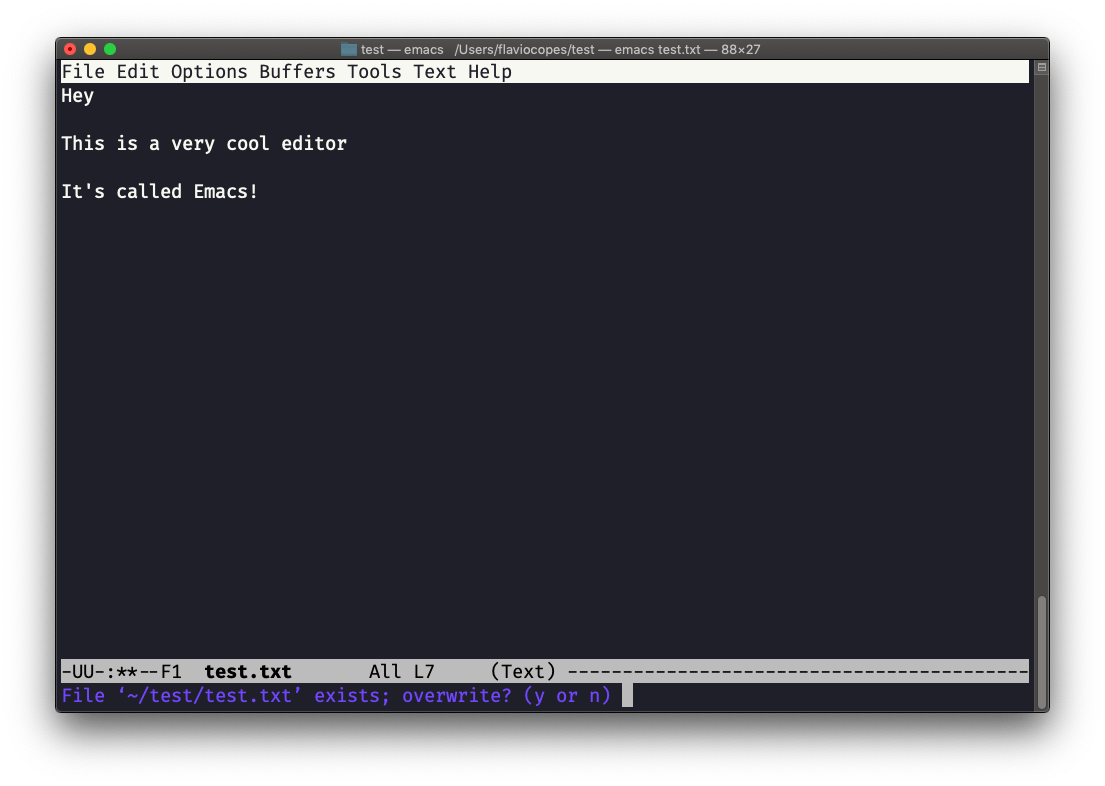 test — emacs /Users/flaviocopes/test — emacs test.txt — 88×27
File Edit Options Buffers Tools Text Help
Hey
This is a very cool editor
It's called Emacs!
-UU-:**--F1  test.txt       All L7     (Text) ------------------------------------------
File ‘~/test/test.txt’ exists; overwrite? (y or n)